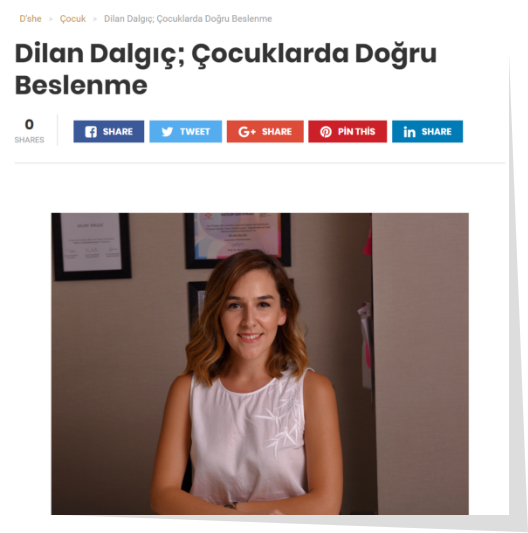 D'she » Çocuk » Dilan Dalgıç; Çocuklarda Doğru Beslenme
Dilan Dalgıç; Çocuklarda Doğru
Beslenme
0
SHARES
SHARE
TWEET
G+ SHARE
PİN THİS
in SHARE